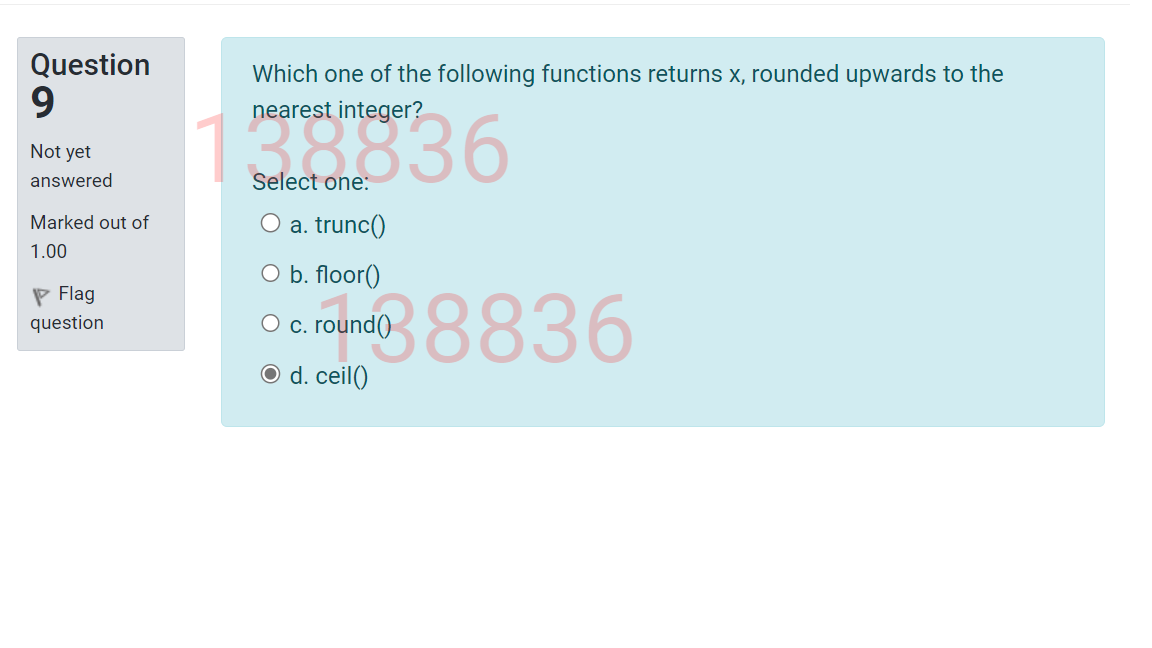 Question
9
Not yet
answered
Marked out of
1.00
Flag
question
Which one of the following functions returns x, rounded upwards to the
nearest integer?
138836
Select one:
a. trunc()
b. floor()
c. round()
138836
d. ceil()